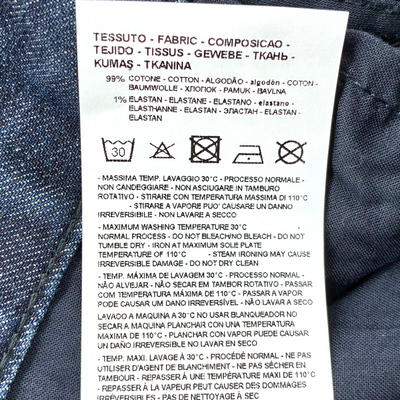 TESSUTO - FABRIC - COMPOSICAO -
TEJIDO - TISSUS - GEWEBE - ТКАНЬ -
KUMAŞ - TKANINA
99% COTONE - COTTON - ALGODÃO - algodón - COTON -
BAUMWOLLE - ХЛОПОК - PAMUK - BAVLNA
1% ELASTAN - ELASTANE - ELASTANO - elastano -
ELASTHANNE - ELASTAN - ЭЛАСТАН - ELASTAN -
ELASTAN
30
- MASSIMA TEMP. LAVAGGIO 30°C - PROCESSO NORMALE -
NON CANDEGGIARE - NON ASCIUGARE IN TAMBURO
ROTATIVO - STIRARE CON TEMPERATURA MASSIMA DI 110°C
- STIRARE A VAPORE PUO' CAUSARE UN DANNO
IRREVERSIBILE - NON LAVARE A SECCO
- MAXIMUM WASHING TEMPERATURE 30°C -
NORMAL PROCESS - DO NOT BLEACH/NO BLEACH - DO NOT
TUMBLE DRY - IRON AT MAXIMUM SOLE PLATE
TEMPERATURE OF 110°C - STEAM IRONING MAY CAUSE
IRREVERSIBLE DAMAGE - DO NOT DRY CLEAN
- TEMP. MÁXIMA DE LAVAGEM 30°C - PROCESSO NORMAL -
NÃO ALVEJAR - NÃO SECAR EM TAMBOR ROTATIVO - PASSAR
COM TEMPERATURA MÁXIMA DE 110°C - PASSAR A VAPOR
PODE CAUSAR UM DANO IRREVERSÍVEL - NÃO LAVAR A SECO
LAVADO A MAQUINA A 30°C NO USAR BLANQUEADOR NO
SECAR A MAQUINA PLANCHAR CON UNA TEMPERATURA
MAXIMA DE 110°C - PLANCHAR CON VAPOR PUEDE CAUSAR
UN DAÑO IRREVERSIBLE NO LAVAR EN SECO
- TEMP. MAXI. LAVAGE À 30°C - PROCÉDÉ NORMAL - NE PAS
UTILISER D'AGENT DE BLANCHIMENT - NE PAS SÉCHER EN
TAMBOUR - REPASSER À UNE TEMPÉRATURE MAXI DE 110°C
- REPASSER À LA VAPEUR PEUT CAUSER DES DOMMAGES
IRRÉVERSIBLES - PAS DE NETTOYAGE À SEC